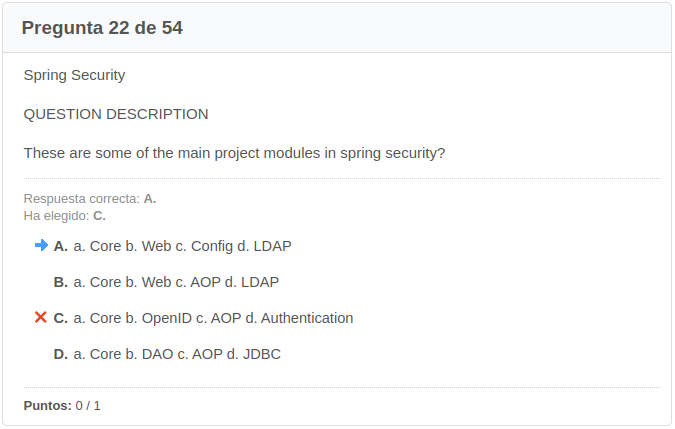 Pregunta 22 de 54
Spring Security
QUESTION DESCRIPTION
These are some of the main project modules in spring security?
Respuesta correcta: A.
Ha elegido: C.
A. a. Core b. Web c. Config d. LDAP
B. a. Core b. Web c. AOP d. LDAP
C. a. Core b. OpenID c. AOP d. Authentication
D. a. Core b. DAO c. AOP d. JDBC
Puntos: 0 / 1